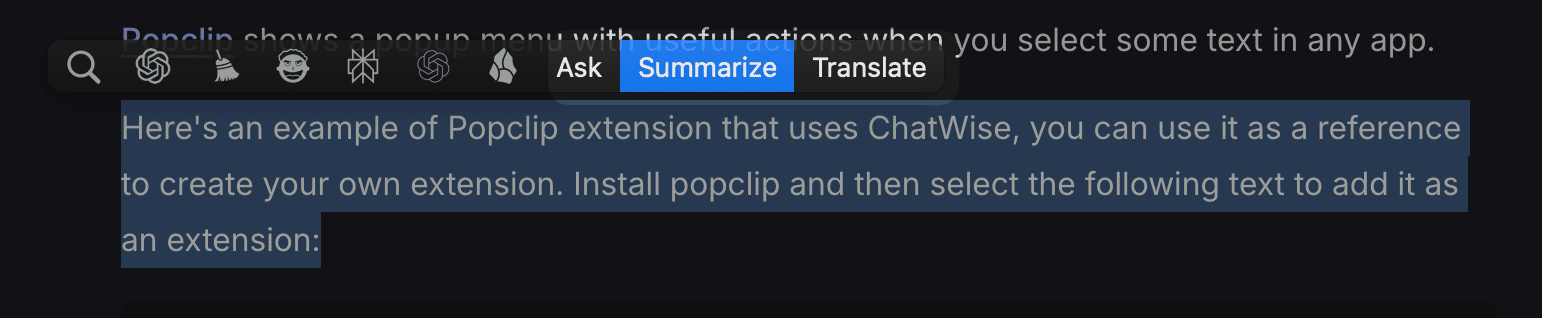 Popclip shows a popup menu with useful actions when you select some text in any app.
Ask Summarize Translate
Here's an example of Popclip extension that uses ChatWise, you can use it as a reference
to create your own extension. Install popclip and then select the following text to add it as
an extension: